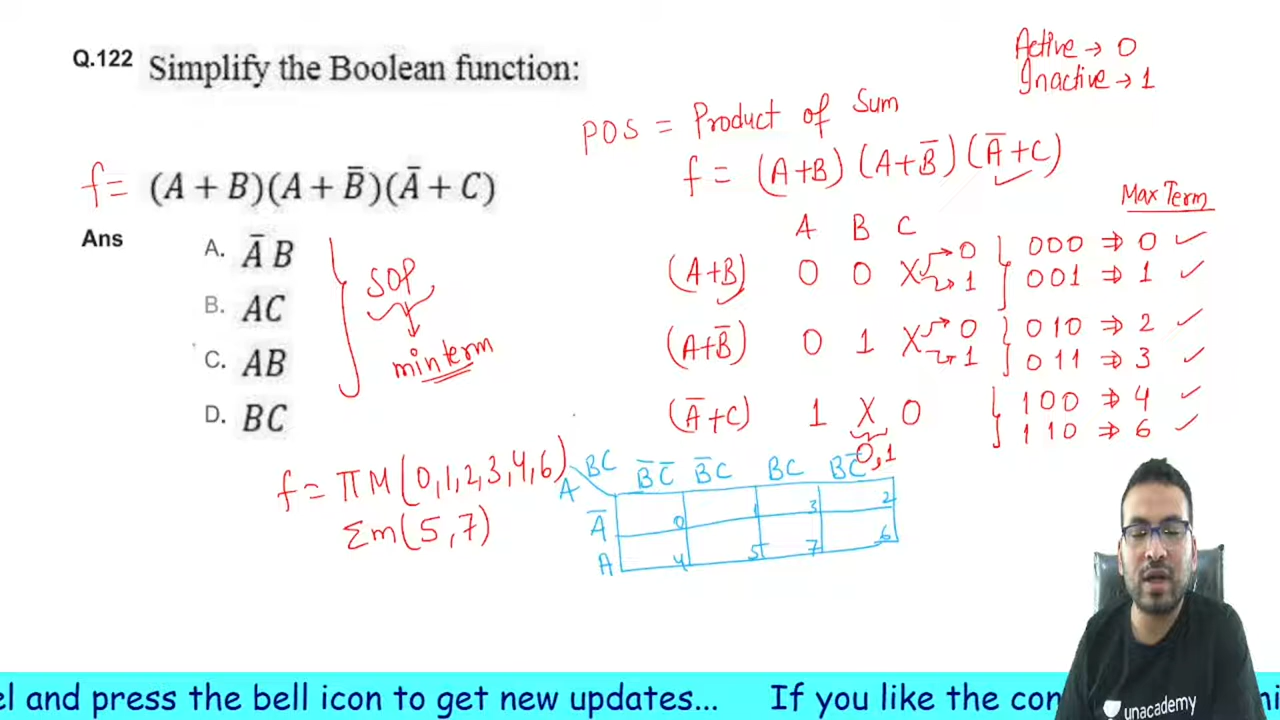 Q.122 Simplify the Boolean function:
f = (A + B)(A + B̄)(Ā + C)
Ans
A. Ā B
B. AC
C. AB
D. BC
SOP
minterm
f = πM(0,1,2,3,4,6)
Σm(5,7)
Active → 0
Inactive → 1
POS = Product of Sum
f = (A+B) (A+B̄) (Ā+C)
Max Term
A B C
(A+B) 0 0 X → 0
→ 1
000 ⇒ 0 ✓
001 ⇒ 1 ✓
(A+B̄) 0 1 X → 0
→ 1
010 ⇒ 2 ✓
011 ⇒ 3 ✓
(Ā+C) 1 X 0
0,1
100 ⇒ 4 ✓
110 ⇒ 6 ✓
BC
A
B̄C̄ B̄C BC BC̄
Ā 0 1 3 2
A 4 5 7 6
unacademy
el and press the bell icon to get new updates... If you like the con